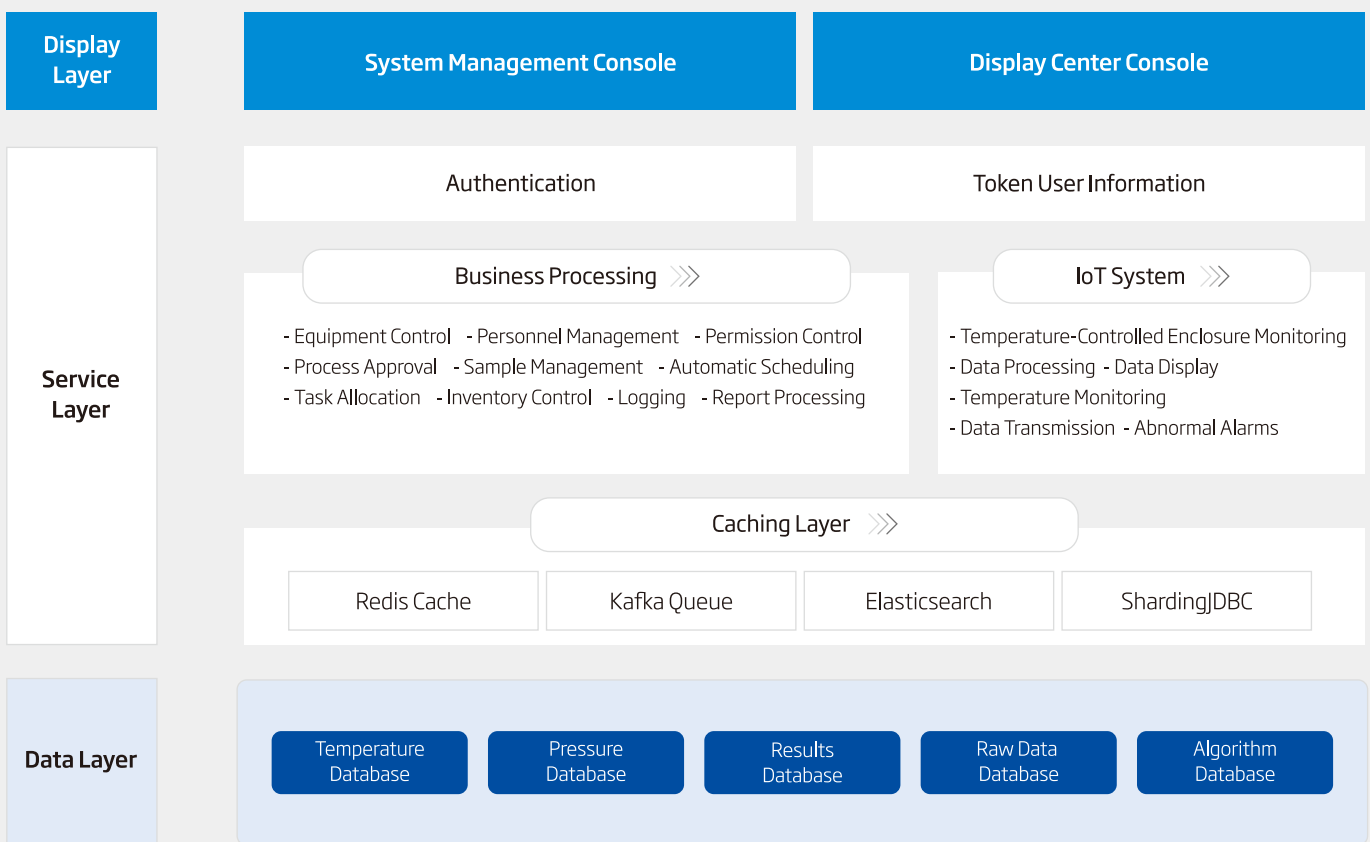 Display
Layer
System Management Console
Display Center Console
Authentication
Token User Information
Service
Layer
Business Processing
- Equipment Control - Personnel Management - Permission Control
- Process Approval - Sample Management - Automatic Scheduling
- Task Allocation - Inventory Control - Logging - Report Processing
IoT System
- Temperature-Controlled Enclosure Monitoring
- Data Processing - Data Display
- Temperature Monitoring
- Data Transmission - Abnormal Alarms
Caching Layer
Redis Cache
Kafka Queue
Elasticsearch
ShardingJDBC
Data Layer
Temperature
Database
Pressure
Database
Results
Database
Raw Data
Database
Algorithm
Database